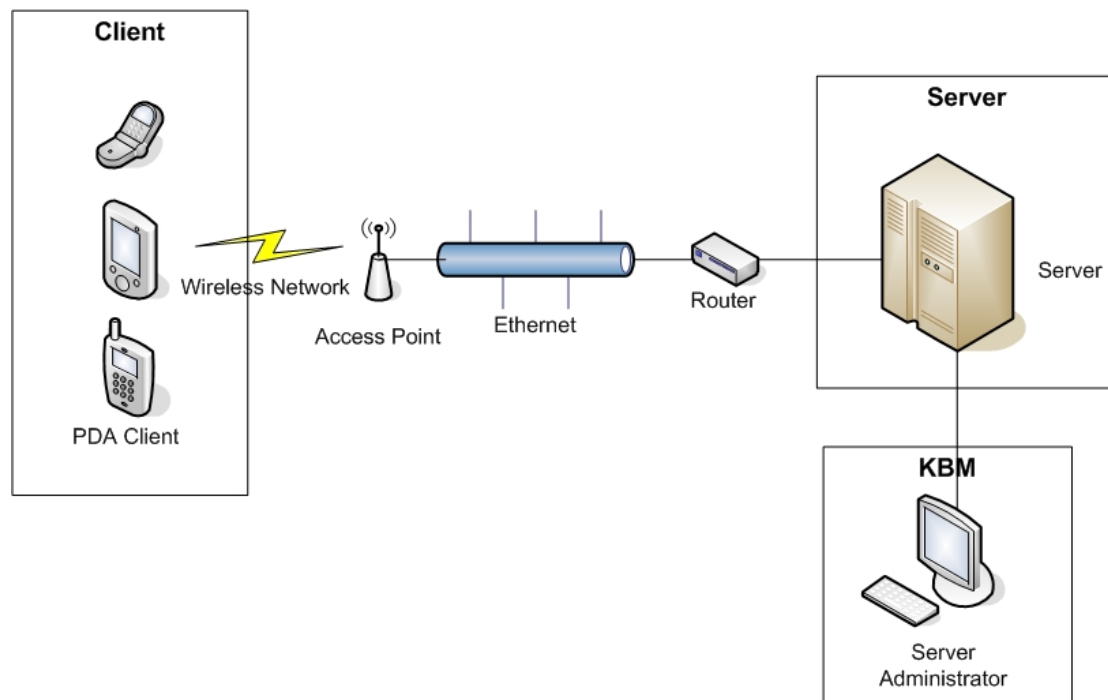 Client
Server
Server
Wireless Network
Router
Ethernet
Access Point
PDA Client
KBM
Server
Administrator